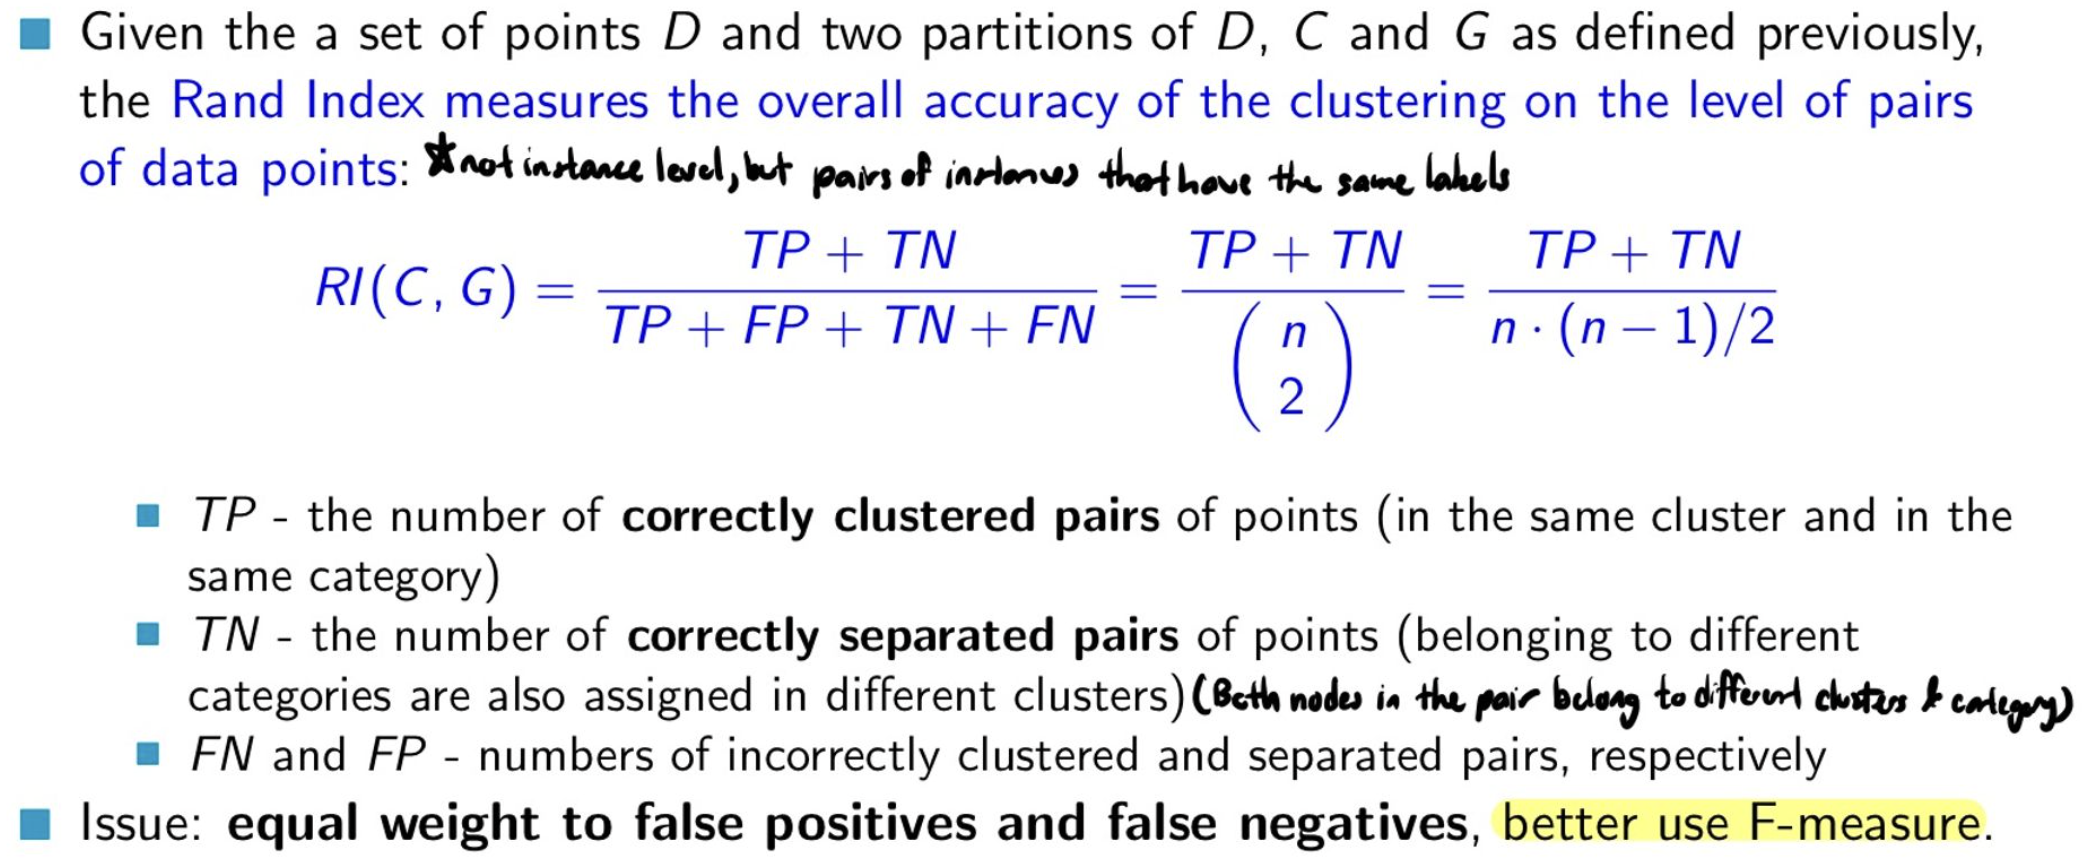 Given the a set of points D and two partitions of D, C and G as defined previously,
the Rand Index measures the overall accuracy of the clustering on the level of pairs
of data points: *not instance level, but pairs of instances that have the same labels
RI(C, G) = (TP + TN) / (TP + FP + TN + FN) = (TP + TN) / (n 2) = (TP + TN) / (n · (n − 1)/2)
TP - the number of correctly clustered pairs of points (in the same cluster and in the
same category)
TN - the number of correctly separated pairs of points (belonging to different
categories are also assigned in different clusters) (Both nodes in the pair belong to different clusters & category)
FN and FP - numbers of incorrectly clustered and separated pairs, respectively
Issue: equal weight to false positives and false negatives, better use F-measure.